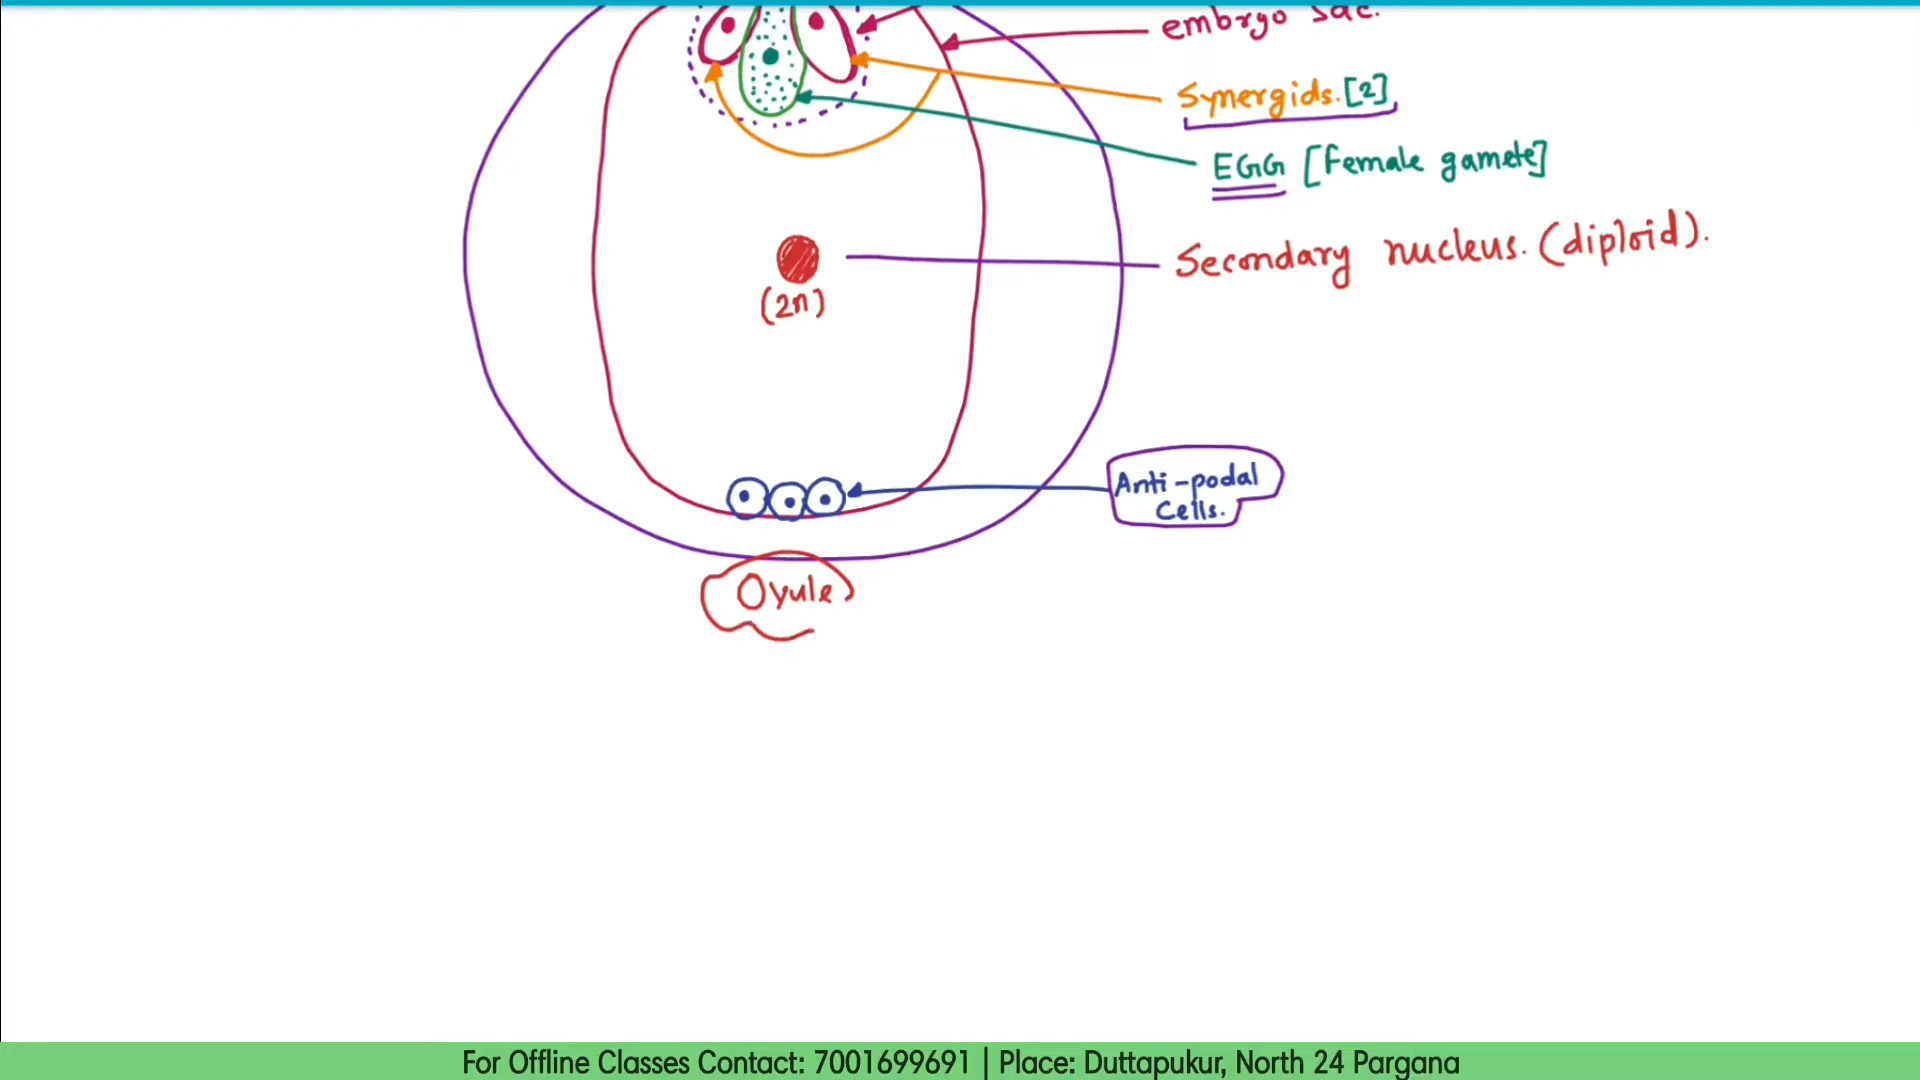 embryo sac.
Synergids.[2]
EGG [Female gamete]
Secondary nucleus. (diploid).
(2n)
Anti-podal
Cells.
Ovule
For Offline Classes Contact: 7001699691 | Place: Duttapukur, North 24 Pargana